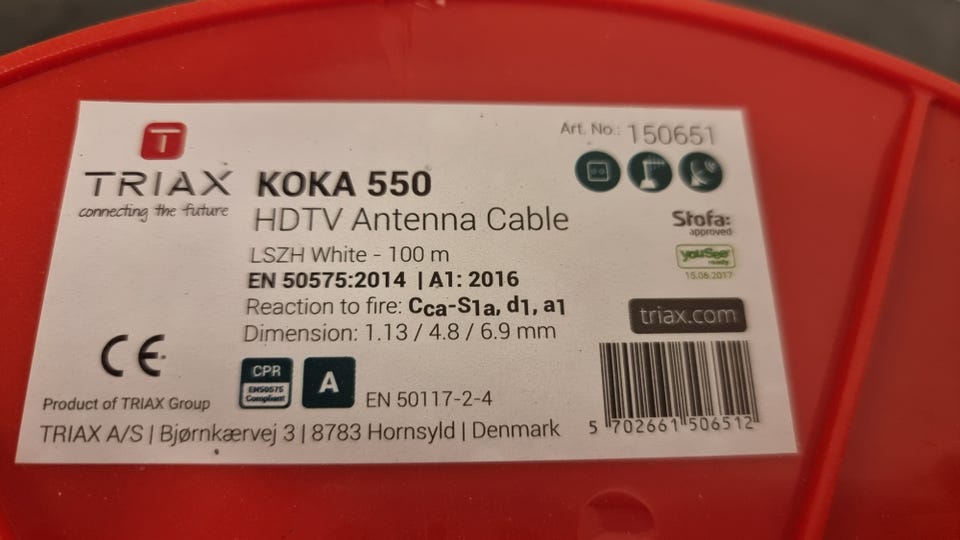 Art. No.: 150651
T
TRIAX
connecting the future
KOKA 550
HDTV Antenna Cable
LSZH White - 100 m
EN 50575:2014 | A1: 2016
Reaction to fire: Cca-S1a, d1, a1
Dimension: 1.13 / 4.8 / 6.9 mm
Stofa:
approved
youSee
ready
15.06.2017
triax.com
CE
CPR
EN50575
Compliant
A
EN 50117-2-4
Product of TRIAX Group
TRIAX A/S | Bjørnkærvej 3 | 8783 Hornsyld | Denmark
5 702661 506512